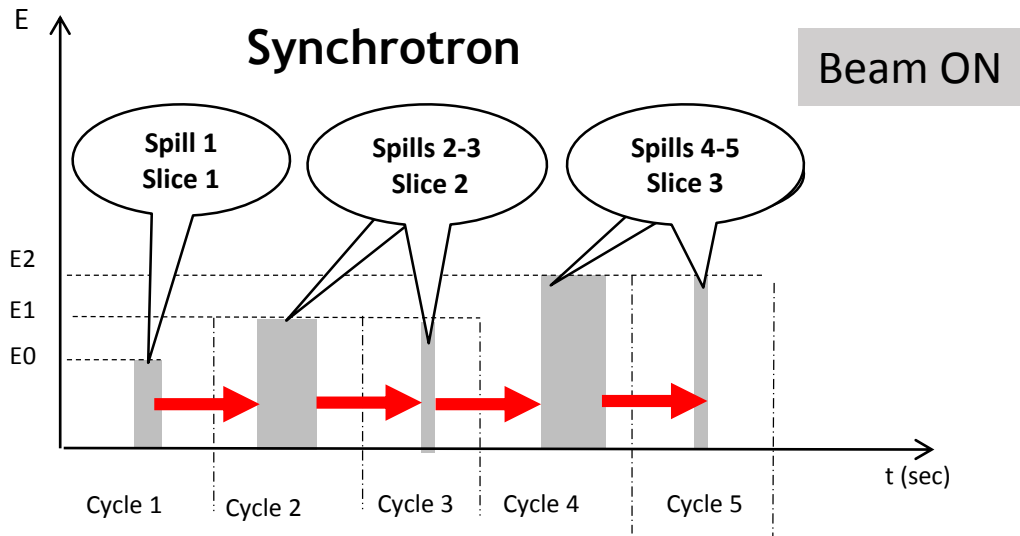 E
Synchrotron
Beam ON
Spill 1
Slice 1
Spills 2-3
Slice 2
Spills 4-5
Slice 3
E2
E1
E0
t (sec)
Cycle 1
Cycle 2
Cycle 3
Cycle 4
Cycle 5